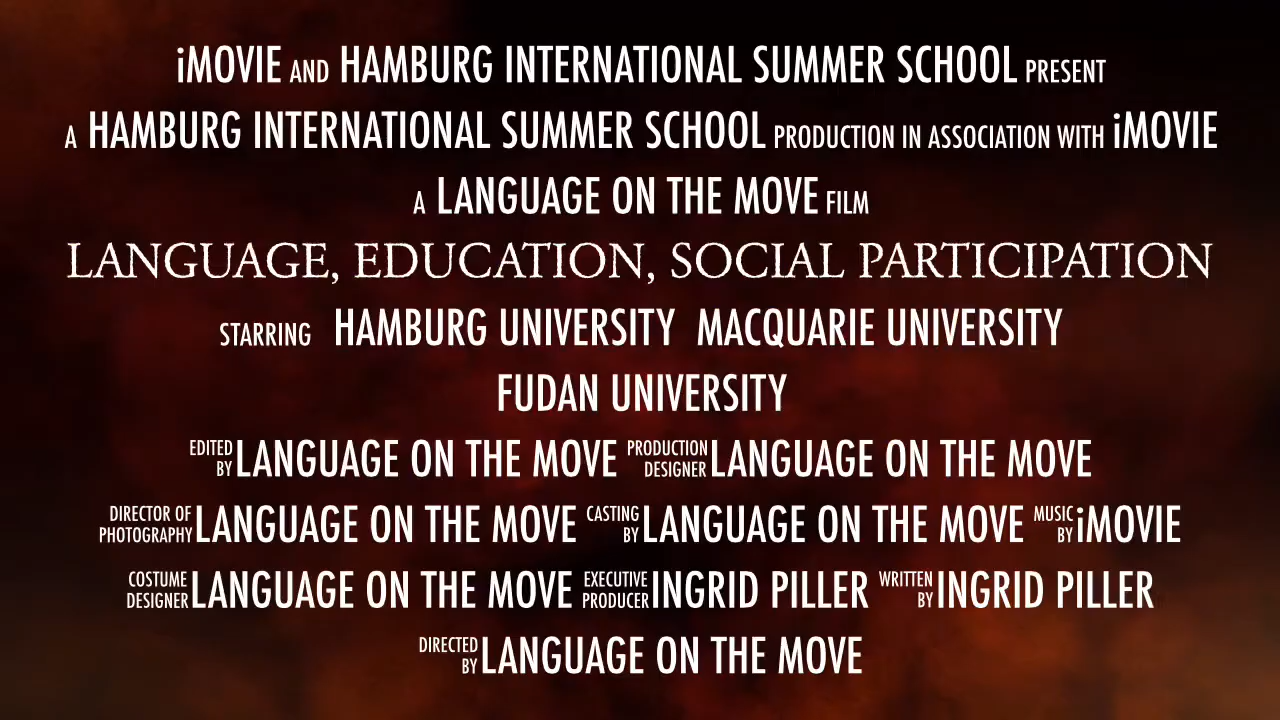 iMOVIE AND HAMBURG INTERNATIONAL SUMMER SCHOOL PRESENT
A HAMBURG INTERNATIONAL SUMMER SCHOOL PRODUCTION IN ASSOCIATION WITH iMOVIE
A LANGUAGE ON THE MOVE FILM
LANGUAGE, EDUCATION, SOCIAL PARTICIPATION
STARRING HAMBURG UNIVERSITY MACQUARIE UNIVERSITY
FUDAN UNIVERSITY
EDITED BY LANGUAGE ON THE MOVE PRODUCTION DESIGNER LANGUAGE ON THE MOVE
DIRECTOR OF PHOTOGRAPHY LANGUAGE ON THE MOVE CASTING BY LANGUAGE ON THE MOVE MUSIC BY iMOVIE
COSTUME DESIGNER LANGUAGE ON THE MOVE EXECUTIVE PRODUCER INGRID PILLER WRITTEN BY INGRID PILLER
DIRECTED BY LANGUAGE ON THE MOVE